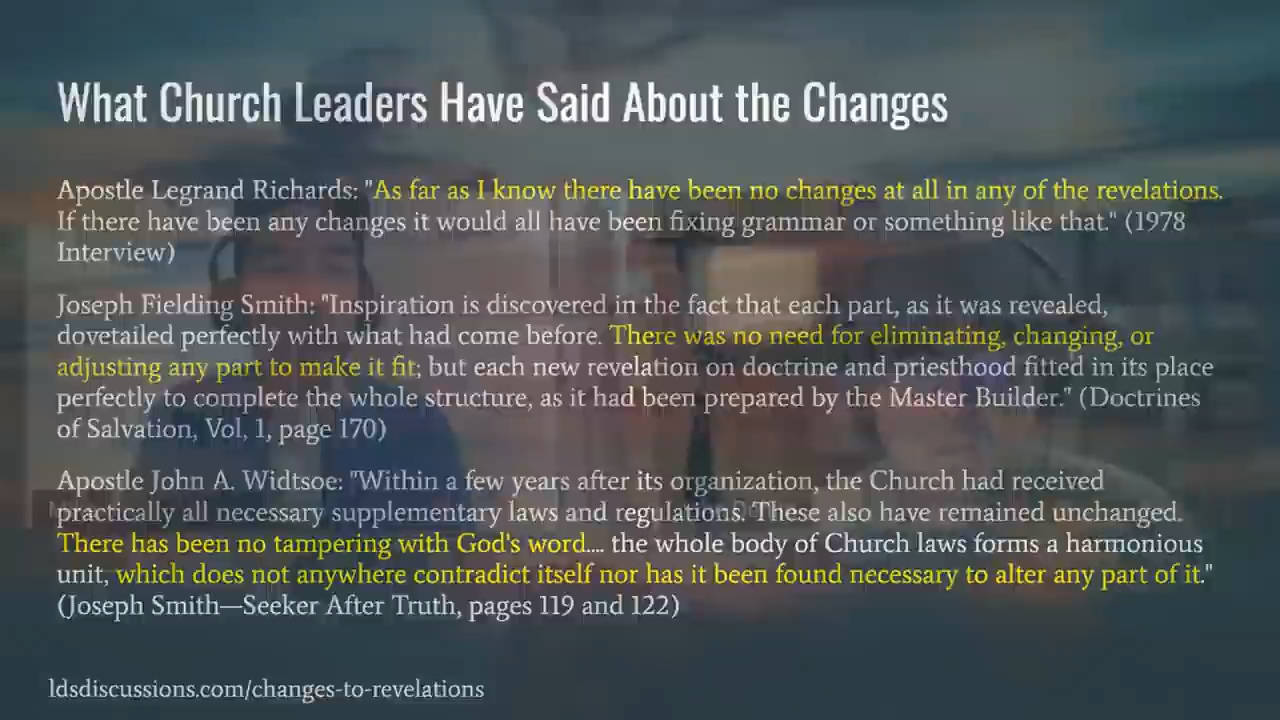 What Church Leaders Have Said About the Changes
Apostle Legrand Richards: "As far as I know there have been no changes at all in any of the revelations.
If there have been any changes it would all have been fixing grammar or something like that." (1978
Interview)
Joseph Fielding Smith: "Inspiration is discovered in the fact that each part, as it was revealed,
dovetailed perfectly with what had come before. There was no need for eliminating, changing, or
adjusting any part to make it fit; but each new revelation on doctrine and priesthood fitted in its place
perfectly to complete the whole structure, as it had been prepared by the Master Builder." (Doctrines
of Salvation, Vol, 1, page 170)
Apostle John A. Widtsoe: "Within a few years after its organization, the Church had received
practically all necessary supplementary laws and regulations. These also have remained unchanged.
There has been no tampering with God's word.... the whole body of Church laws forms a harmonious
unit, which does not anywhere contradict itself nor has it been found necessary to alter any part of it."
(Joseph Smith—Seeker After Truth, pages 119 and 122)
ldsdiscussions.com/changes-to-revelations